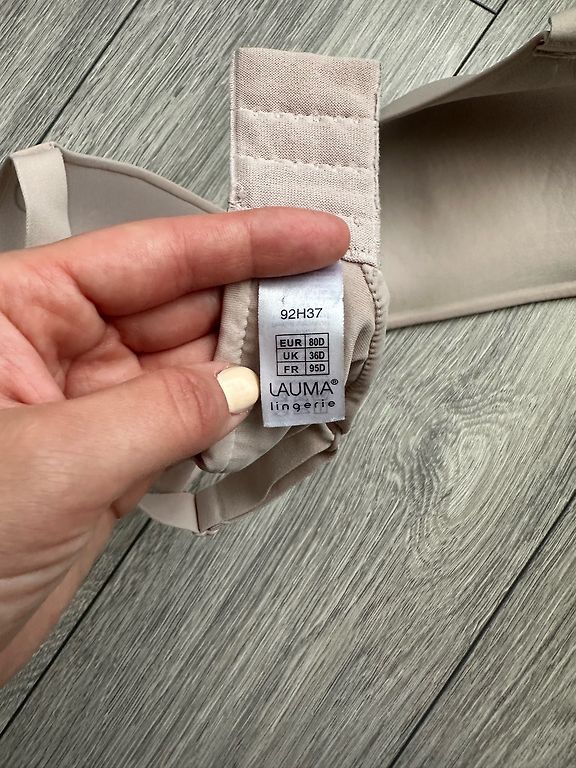 92H37
EUR 80D
UK 36D
FR 95D
LAUMA®
lingerie